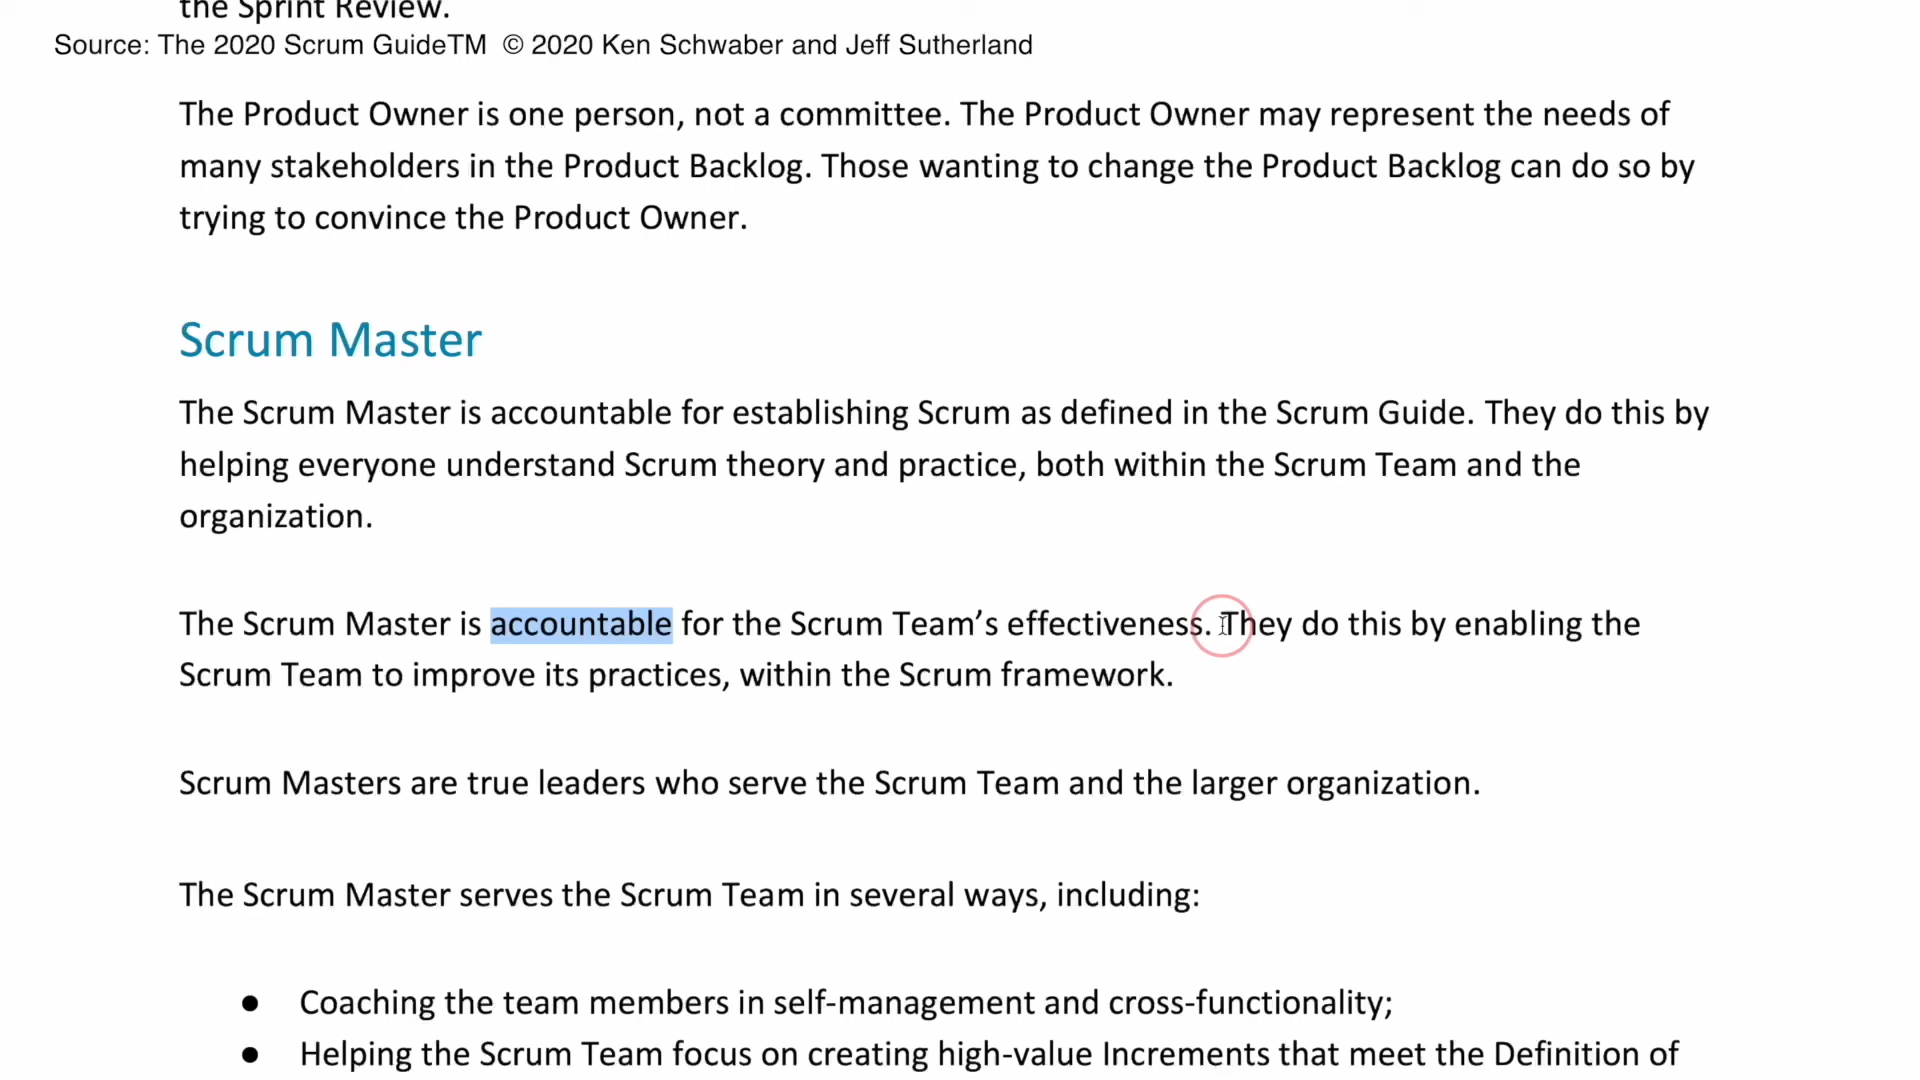 the Sprint Review.
Source: The 2020 Scrum GuideTM © 2020 Ken Schwaber and Jeff Sutherland
The Product Owner is one person, not a committee. The Product Owner may represent the needs of
many stakeholders in the Product Backlog. Those wanting to change the Product Backlog can do so by
trying to convince the Product Owner.
Scrum Master
The Scrum Master is accountable for establishing Scrum as defined in the Scrum Guide. They do this by
helping everyone understand Scrum theory and practice, both within the Scrum Team and the
organization.
The Scrum Master is accountable for the Scrum Team’s effectiveness. They do this by enabling the
Scrum Team to improve its practices, within the Scrum framework.
Scrum Masters are true leaders who serve the Scrum Team and the larger organization.
The Scrum Master serves the Scrum Team in several ways, including:
● Coaching the team members in self-management and cross-functionality;
● Helping the Scrum Team focus on creating high-value Increments that meet the Definition of